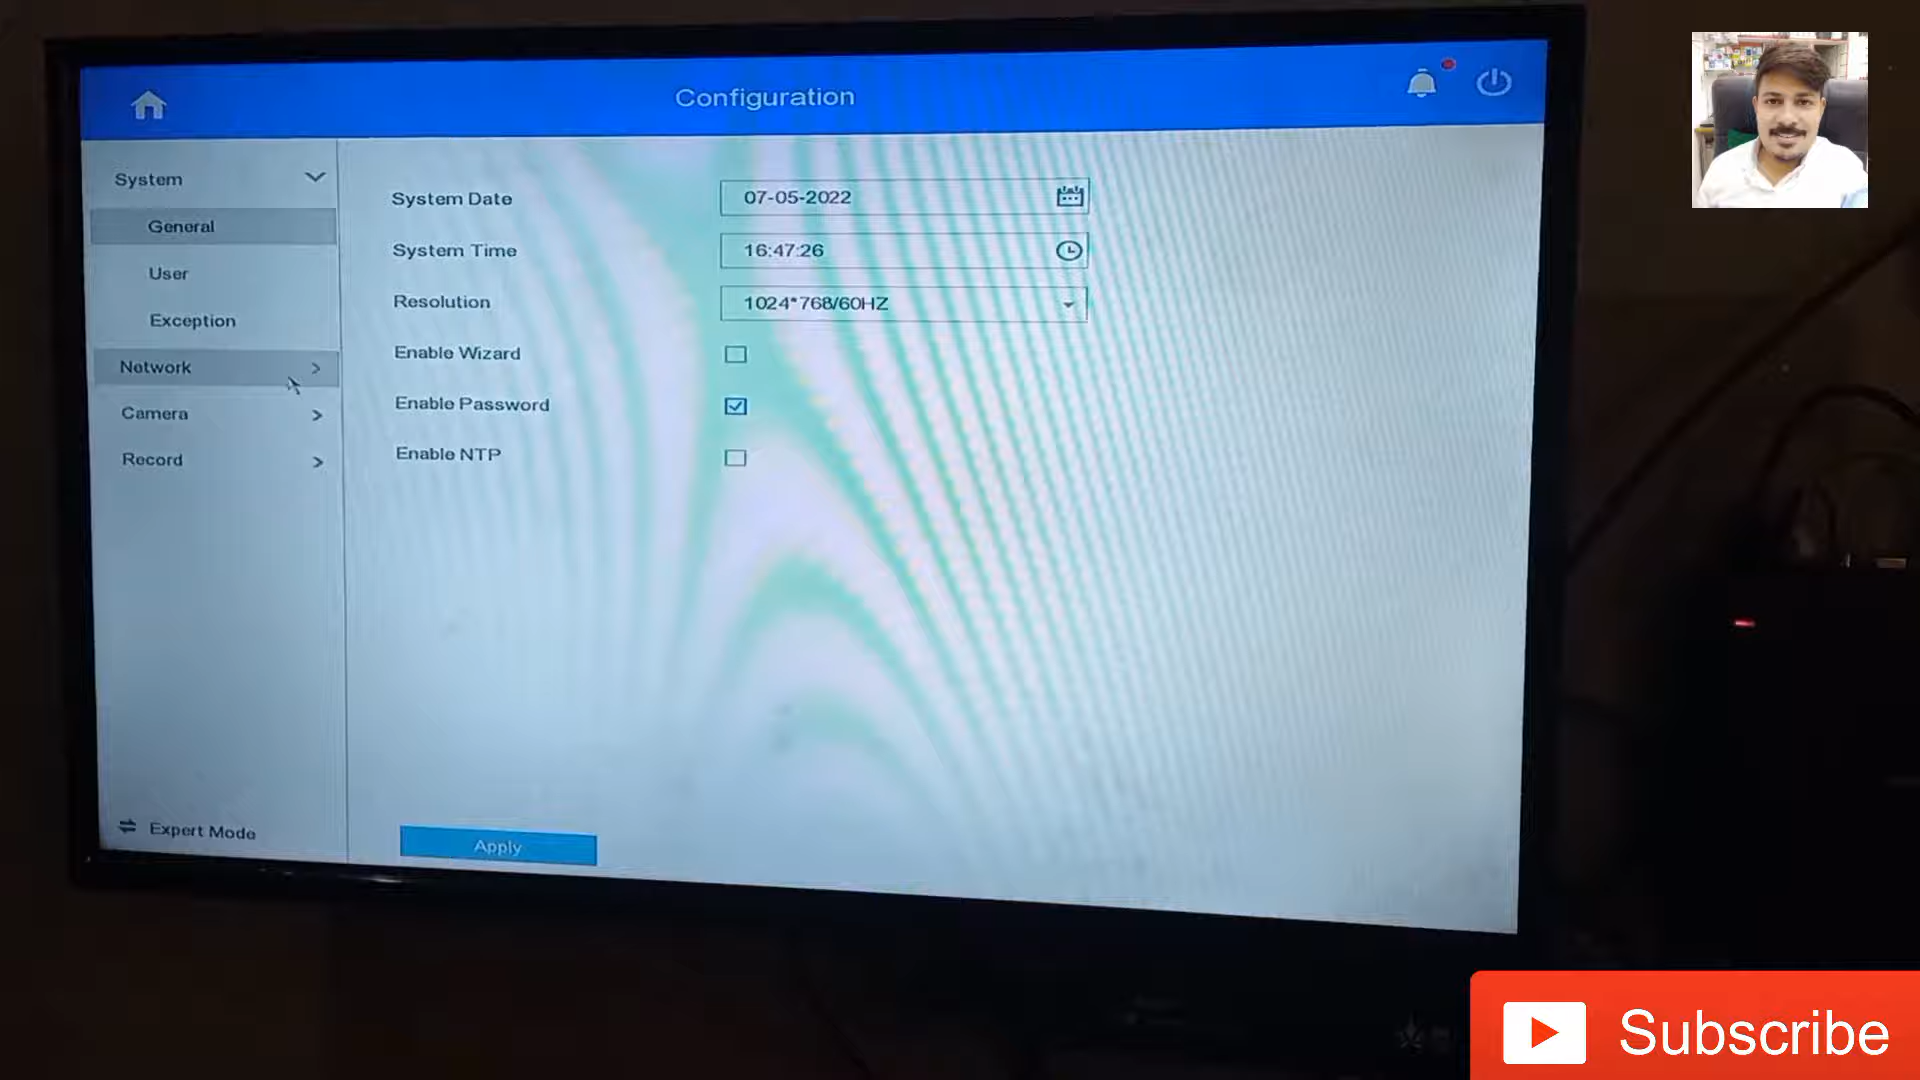 Configuration
System
General
User
Exception
Network
Camera
Record
Expert Mode
System Date 07-05-2022
System Time 16:47:26
Resolution 1024*768/60HZ
Enable Wizard
Enable Password
Enable NTP
Apply
Subscribe